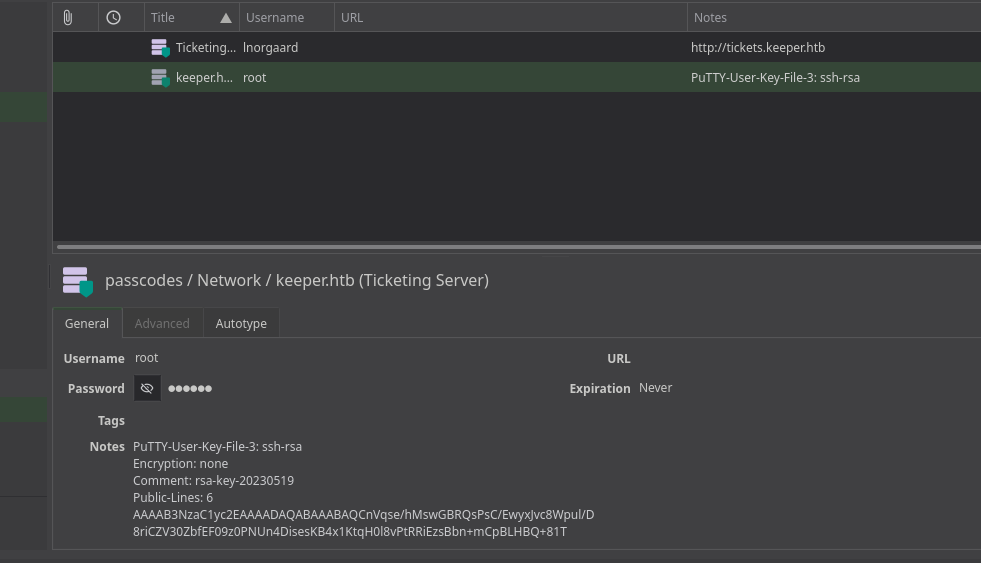 Title Username URL Notes
Ticketing... lnorgaard http://tickets.keeper.htb
keeper.h... root PuTTY-User-Key-File-3: ssh-rsa
passcodes / Network / keeper.htb (Ticketing Server)
General Advanced Autotype
Username root URL
Password ●●●●●● Expiration Never
Tags
Notes PuTTY-User-Key-File-3: ssh-rsa
Encryption: none
Comment: rsa-key-20230519
Public-Lines: 6
AAAAB3NzaC1yc2EAAAADAQABAAABAQCnVqse/hMswGBRQsPsC/EwyxJvc8Wpul/D
8riCZV30ZbfEF09z0PNUn4DisesKB4x1KtqH0l8vPtRRiEzsBbn+mCpBLHBQ+81T